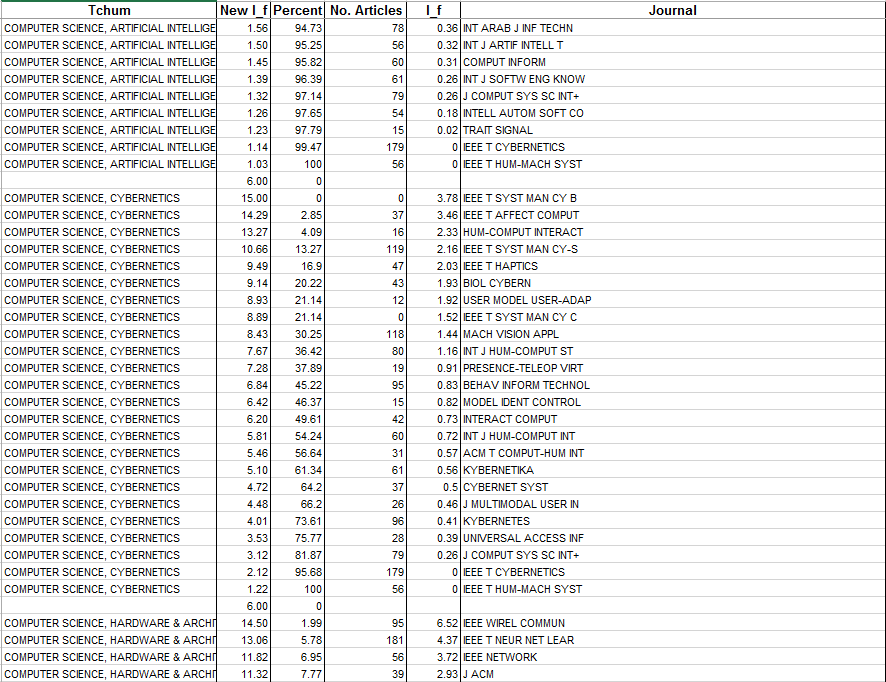 Tchum New I_f Percent No. Articles I_f Journal
COMPUTER SCIENCE, ARTIFICIAL INTELLIGE 1.56 94.73 78 0.36 INT ARAB J INF TECHN
COMPUTER SCIENCE, ARTIFICIAL INTELLIGE 1.50 95.25 56 0.32 INT J ARTIF INTELL T
COMPUTER SCIENCE, ARTIFICIAL INTELLIGE 1.45 95.82 60 0.31 COMPUT INFORM
COMPUTER SCIENCE, ARTIFICIAL INTELLIGE 1.39 96.39 61 0.26 INT J SOFTW ENG KNOW
COMPUTER SCIENCE, ARTIFICIAL INTELLIGE 1.32 97.14 79 0.26 J COMPUT SYS SC INT+
COMPUTER SCIENCE, ARTIFICIAL INTELLIGE 1.26 97.65 54 0.18 INTELL AUTOM SOFT CO
COMPUTER SCIENCE, ARTIFICIAL INTELLIGE 1.23 97.79 15 0.02 TRAIT SIGNAL
COMPUTER SCIENCE, ARTIFICIAL INTELLIGE 1.14 99.47 179 0 IEEE T CYBERNETICS
COMPUTER SCIENCE, ARTIFICIAL INTELLIGE 1.03 100 56 0 IEEE T HUM-MACH SYST
6.00 0
COMPUTER SCIENCE, CYBERNETICS 15.00 0 0 3.78 IEEE T SYST MAN CY B
COMPUTER SCIENCE, CYBERNETICS 14.29 2.85 37 3.46 IEEE T AFFECT COMPUT
COMPUTER SCIENCE, CYBERNETICS 13.27 4.09 16 2.33 HUM-COMPUT INTERACT
COMPUTER SCIENCE, CYBERNETICS 10.66 13.27 119 2.16 IEEE T SYST MAN CY-S
COMPUTER SCIENCE, CYBERNETICS 9.49 16.9 47 2.03 IEEE T HAPTICS
COMPUTER SCIENCE, CYBERNETICS 9.14 20.22 43 1.93 BIOL CYBERN
COMPUTER SCIENCE, CYBERNETICS 8.93 21.14 12 1.92 USER MODEL USER-ADAP
COMPUTER SCIENCE, CYBERNETICS 8.89 21.14 0 1.52 IEEE T SYST MAN CY C
COMPUTER SCIENCE, CYBERNETICS 8.43 30.25 118 1.44 MACH VISION APPL
COMPUTER SCIENCE, CYBERNETICS 7.67 36.42 80 1.16 INT J HUM-COMPUT ST
COMPUTER SCIENCE, CYBERNETICS 7.28 37.89 19 0.91 PRESENCE-TELEOP VIRT
COMPUTER SCIENCE, CYBERNETICS 6.84 45.22 95 0.83 BEHAV INFORM TECHNOL
COMPUTER SCIENCE, CYBERNETICS 6.42 46.37 15 0.82 MODEL IDENT CONTROL
COMPUTER SCIENCE, CYBERNETICS 6.20 49.61 42 0.73 INTERACT COMPUT
COMPUTER SCIENCE, CYBERNETICS 5.81 54.24 60 0.72 INT J HUM-COMPUT INT
COMPUTER SCIENCE, CYBERNETICS 5.46 56.64 31 0.57 ACM T COMPUT-HUM INT
COMPUTER SCIENCE, CYBERNETICS 5.10 61.34 61 0.56 KYBERNETIKA
COMPUTER SCIENCE, CYBERNETICS 4.72 64.2 37 0.5 CYBERNET SYST
COMPUTER SCIENCE, CYBERNETICS 4.48 66.2 26 0.46 J MULTIMODAL USER IN
COMPUTER SCIENCE, CYBERNETICS 4.01 73.61 96 0.41 KYBERNETES
COMPUTER SCIENCE, CYBERNETICS 3.53 75.77 28 0.39 UNIVERSAL ACCESS INF
COMPUTER SCIENCE, CYBERNETICS 3.12 81.87 79 0.26 J COMPUT SYS SC INT+
COMPUTER SCIENCE, CYBERNETICS 2.12 95.68 179 0 IEEE T CYBERNETICS
COMPUTER SCIENCE, CYBERNETICS 1.22 100 56 0 IEEE T HUM-MACH SYST
6.00 0
COMPUTER SCIENCE, HARDWARE & ARCHIT 14.50 1.99 95 6.52 IEEE WIREL COMMUN
COMPUTER SCIENCE, HARDWARE & ARCHIT 13.06 5.78 181 4.37 IEEE T NEUR NET LEAR
COMPUTER SCIENCE, HARDWARE & ARCHIT 11.82 6.95 56 3.72 IEEE NETWORK
COMPUTER SCIENCE, HARDWARE & ARCHIT 11.32 7.77 39 2.93 J ACM